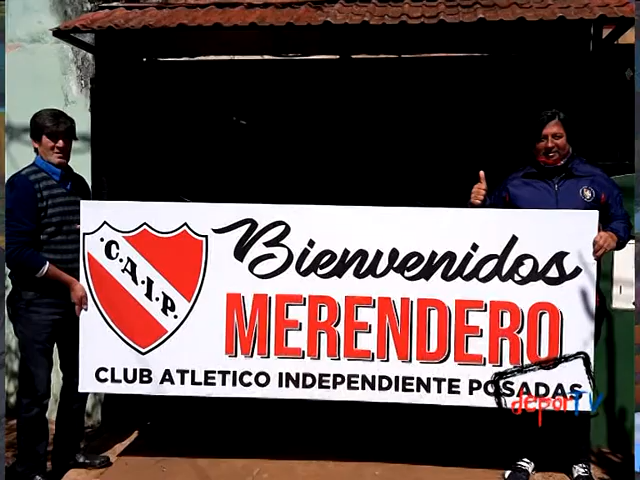 Bienvenidos
C.A.I.P.
MERENDERO
CLUB ATLETICO INDEPENDIENTE POSADAS
deporTV